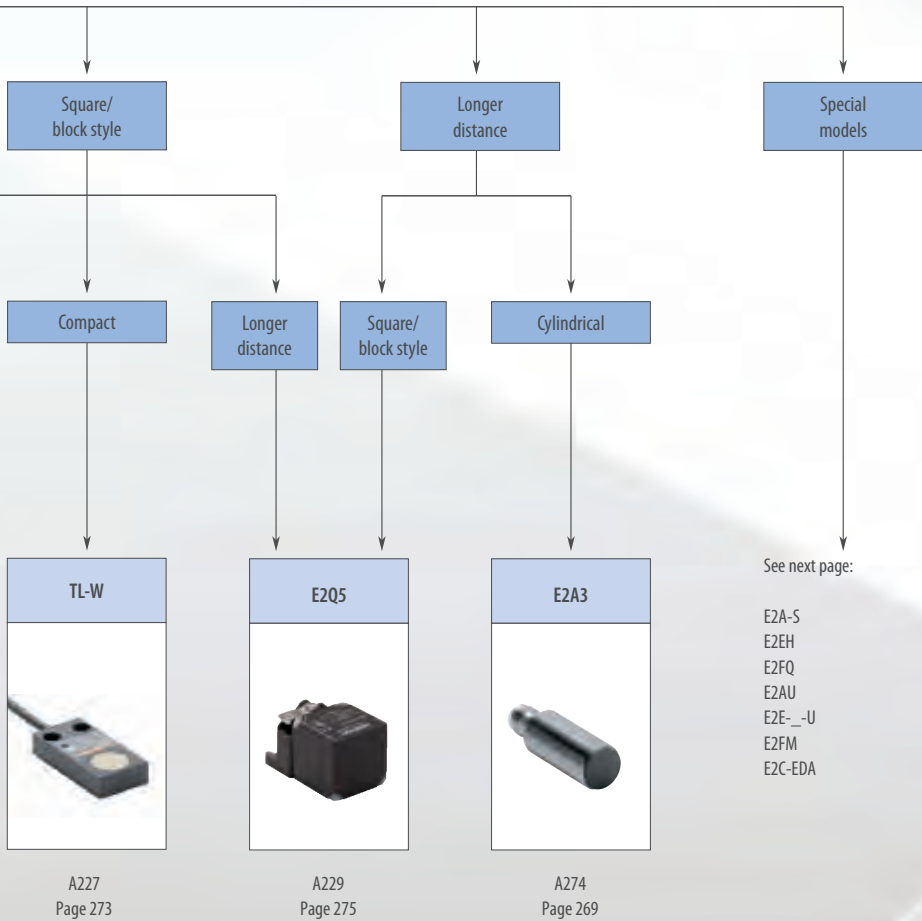 Square/
block style
Longer
distance
Special
models
Compact
Longer
distance
Square/
block style
Cylindrical
TL-W
E2Q5
E2A3
See next page:
E2A-S
E2EH
E2FQ
E2AU
E2E-_-U
E2FM
E2C-EDA
A227
Page 273
A229
Page 275
A274
Page 269